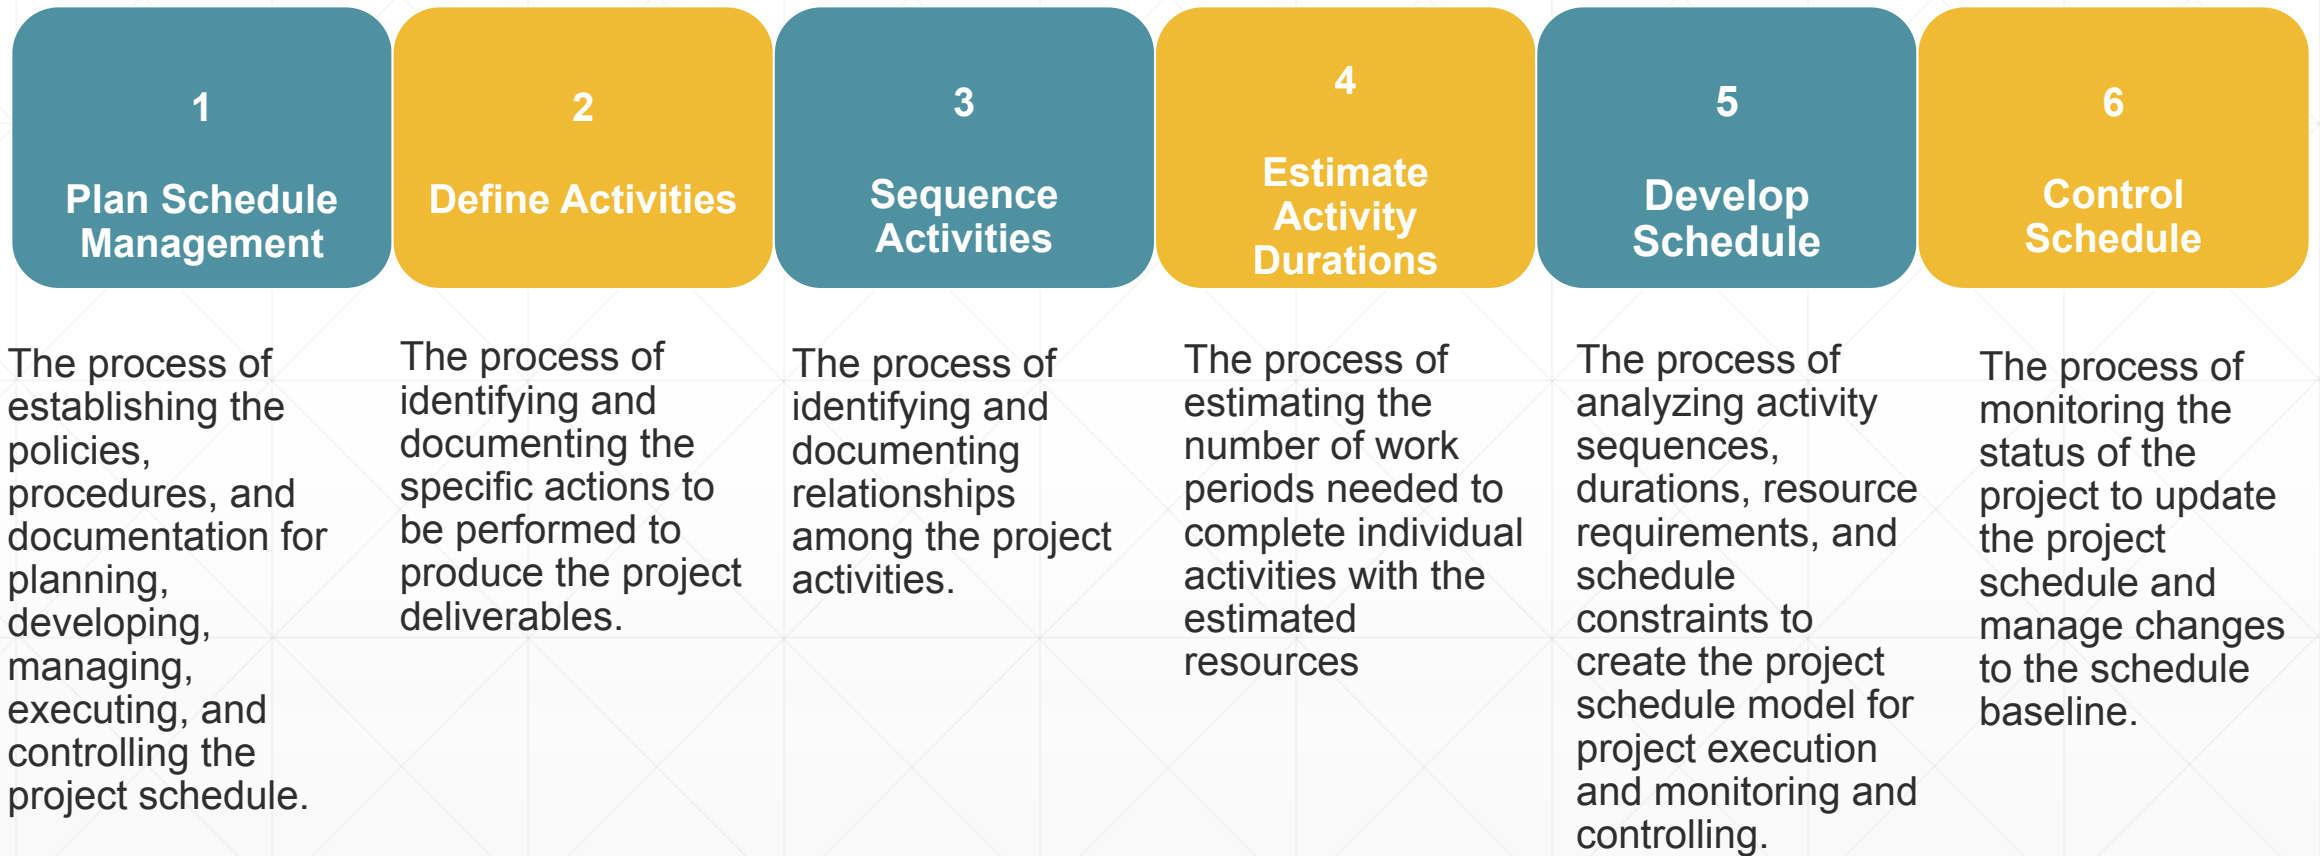 1
Plan Schedule
Management
2
Define Activities
3
Sequence
Activities
4
Estimate
Activity
Durations
5
Develop
Schedule
6
Control
Schedule
The process of
establishing the
policies,
procedures, and
documentation for
planning,
developing,
managing,
executing, and
controlling the
project schedule.
The process of
identifying and
documenting the
specific actions to
be performed to
produce the project
deliverables.
The process of
identifying and
documenting
relationships
among the project
activities.
The process of
estimating the
number of work
periods needed to
complete individual
activities with the
estimated
resources
The process of
analyzing activity
sequences,
durations, resource
requirements, and
schedule
constraints to
create the project
schedule model for
project execution
and monitoring and
controlling.
The process of
monitoring the
status of the
project to update
the project
schedule and
manage changes
to the schedule
baseline.